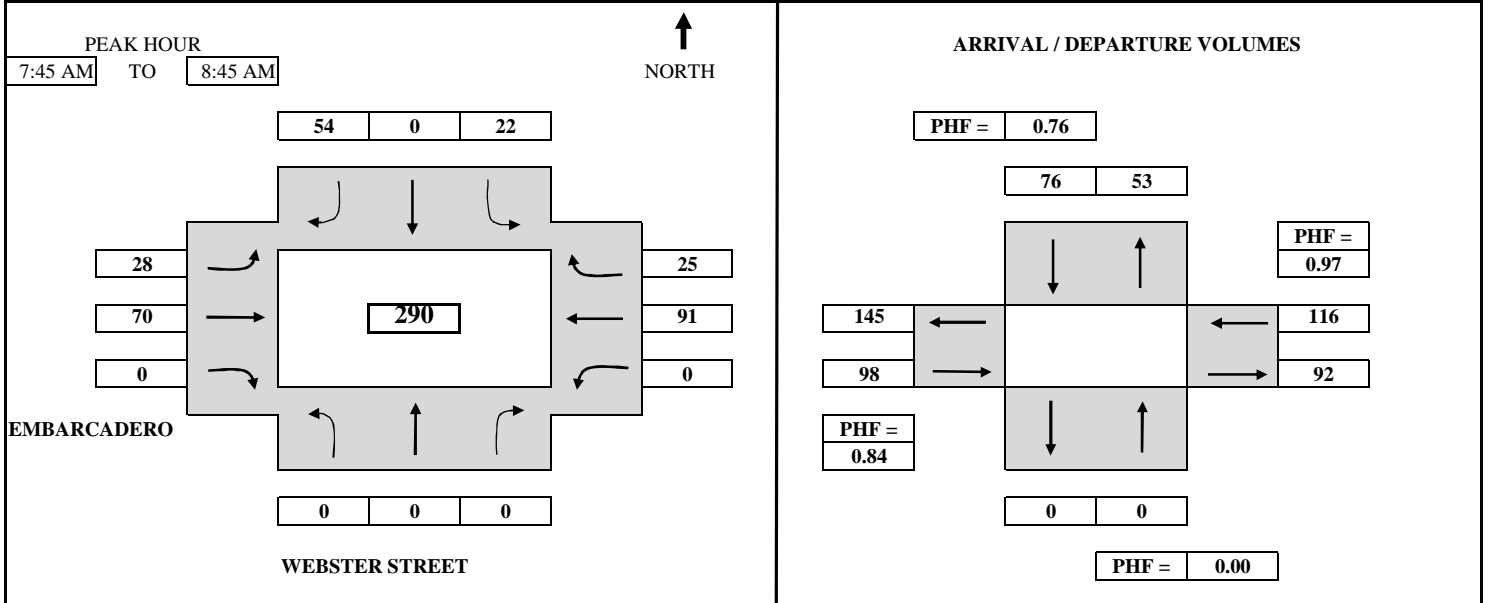 PEAK HOUR
7:45 AM TO 8:45 AM
NORTH
54 0 22
28
70
0
290
25
91
0
EMBARCADERO
0 0 0
WEBSTER STREET
ARRIVAL / DEPARTURE VOLUMES
PHF = 0.76
76 53
PHF =
0.97
145 116
98 92
PHF =
0.84
0 0
PHF = 0.00